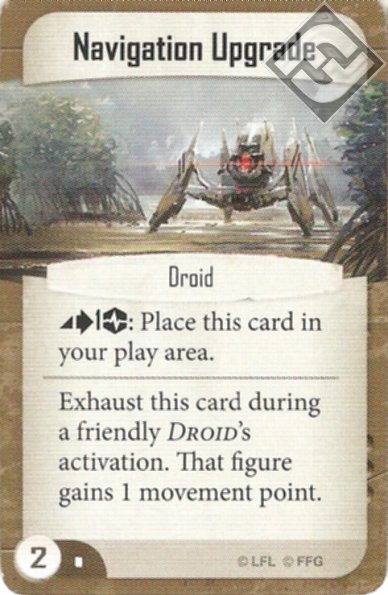 Navigation Upgrade
Droid
: Place this card in
your play area.
Exhaust this card during
a friendly DROID's
activation. That figure
gains 1 movement point.
2
© LFL © FFG